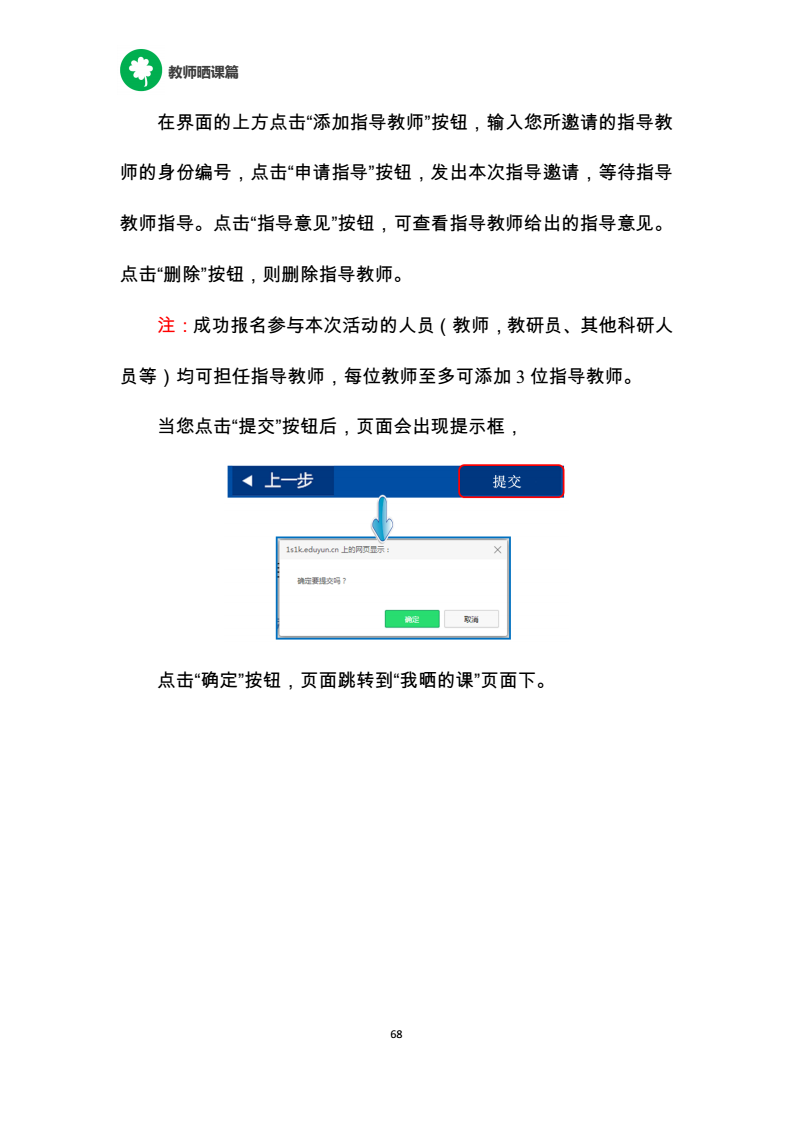 教师晒课篇
在界面的上方点击“添加指导教师”按钮，输入您所邀请的指导教
师的身份编号，点击“申请指导”按钮，发出本次指导邀请，等待指导
教师指导。点击“指导意见”按钮，可查看指导教师给出的指导意见。
点击“删除”按钮，则删除指导教师。
注：成功报名参与本次活动的人员（教师，教研员、其他科研人
员等）均可担任指导教师，每位教师至多可添加 3 位指导教师。
当您点击“提交”按钮后，页面会出现提示框，
上一步 提交
1s1k.eduyun.cn 上的网页显示：
确定要提交吗？
确定 取消
点击“确定”按钮，页面跳转到“我晒的课”页面下。
68